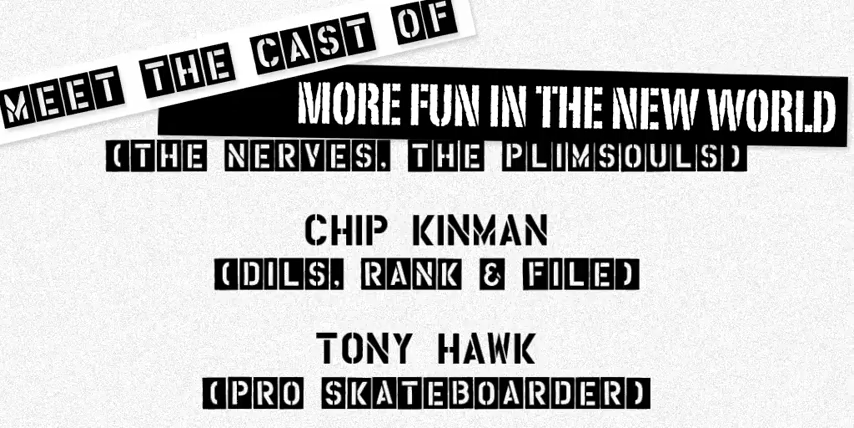 MEET THE CAST OF
MORE FUN IN THE NEW WORLD
(THE NERVES, THE PLIMSOULS)
CHIP KINMAN
(DILS, RANK & FILE)
TONY HAWK
(PRO SKATEBOARDER)